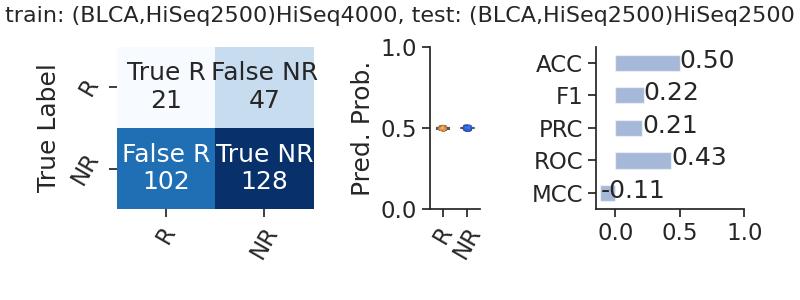 train: (BLCA,HiSeq2500)HiSeq4000, test: (BLCA,HiSeq2500)HiSeq2500
True Label
R
NR
True R
21
False NR
47
False R
102
True NR
128
R
NR
Pred. Prob.
1.0
0.5
0.0
R
NR
ACC
0.50
F1
0.22
PRC
0.21
ROC
0.43
MCC
-0.11
0.0
0.5
1.0